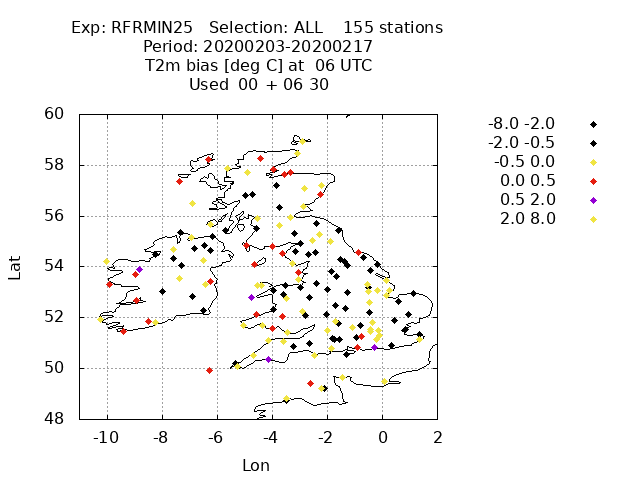 Exp: RFRMIN25 Selection: ALL 155 stations
Period: 20200203-20200217
T2m bias [deg C] at 06 UTC
Used 00 + 06 30
-8.0 -2.0
-2.0 -0.5
-0.5 0.0
0.0 0.5
0.5 2.0
2.0 8.0
60
58
56
54
52
50
48
Lat
-10 -8 -6 -4 -2 0 2
Lon